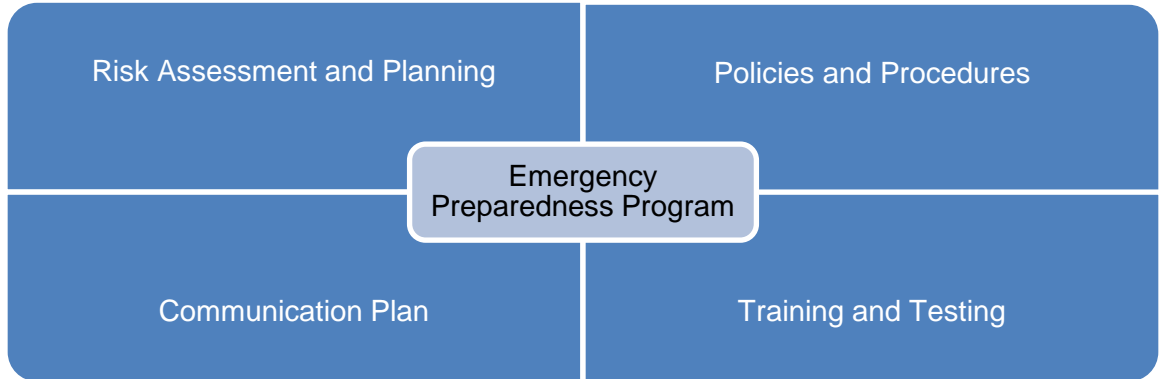 Risk Assessment and Planning
Policies and Procedures
Emergency
Preparedness Program
Communication Plan
Training and Testing